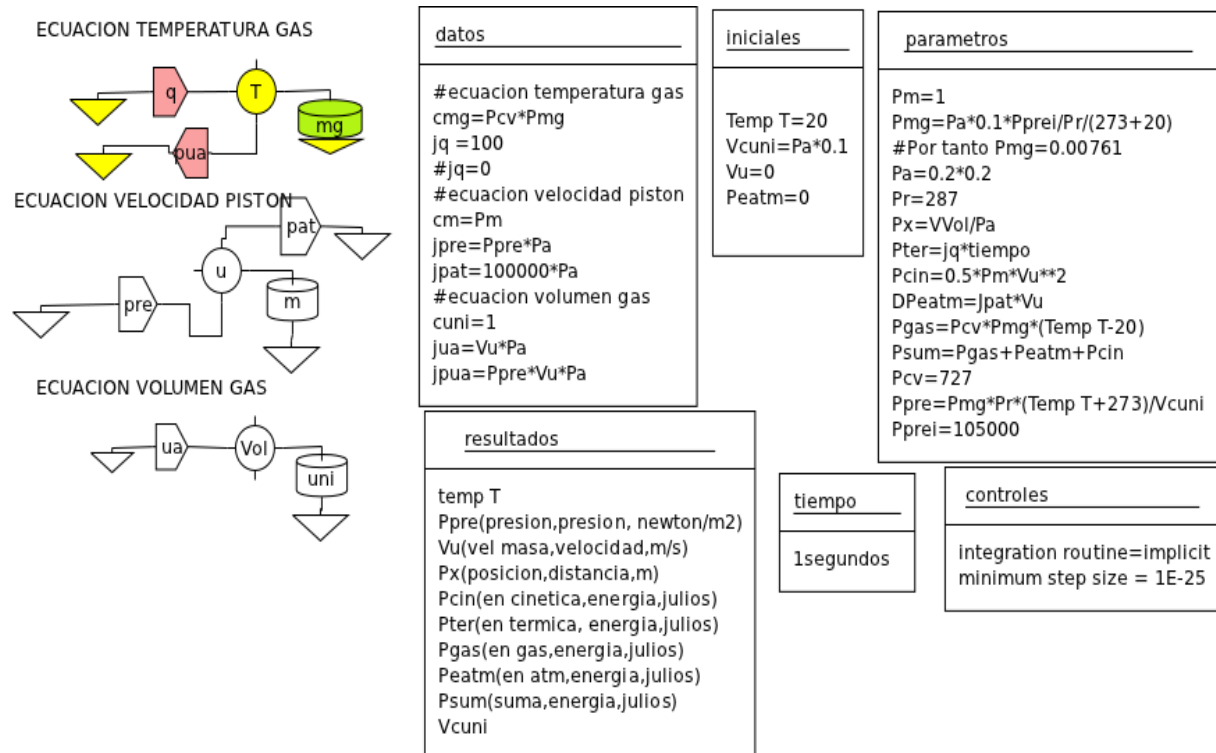 ECUACION TEMPERATURA GAS
q
T
mg
pua
ECUACION VELOCIDAD PISTON
pat
u
m
pre
ECUACION VOLUMEN GAS
ua
Vol
uni
datos
#ecuacion temperatura gas
cmg=Pcv*Pmg
jq =100
#jq=0
#ecuacion velocidad piston
cm=Pm
jpre=Ppre*Pa
jpat=100000*Pa
#ecuacion volumen gas
cuni=1
jua=Vu*Pa
jpua=Ppre*Vu*Pa
iniciales
Temp T=20
Vcuni=Pa*0.1
Vu=0
Peatm=0
parametros
Pm=1
Pmg=Pa*0.1*Pprei/Pr/(273+20)
#Por tanto Pmg=0.00761
Pa=0.2*0.2
Pr=287
Px=VVol/Pa
Pter=jq*tiempo
Pcin=0.5*Pm*Vu**2
DPeatm=Jpat*Vu
Pgas=Pcv*Pmg*(Temp T-20)
Psum=Pgas+Peatm+Pcin
Pcv=727
Ppre=Pmg*Pr*(Temp T+273)/Vcuni
Pprei=105000
resultados
temp T
Ppre(presion,presion, newton/m2)
Vu(vel masa,velocidad,m/s)
Px(posicion,distancia,m)
Pcin(en cinetica,energia,julios)
Pter(en termica, energia,julios)
Pgas(en gas,energia,julios)
Peatm(en atm,energia,julios)
Psum(suma,energia,julios)
Vcuni
tiempo
1segundos
controles
integration routine=implicit
minimum step size = 1E-25